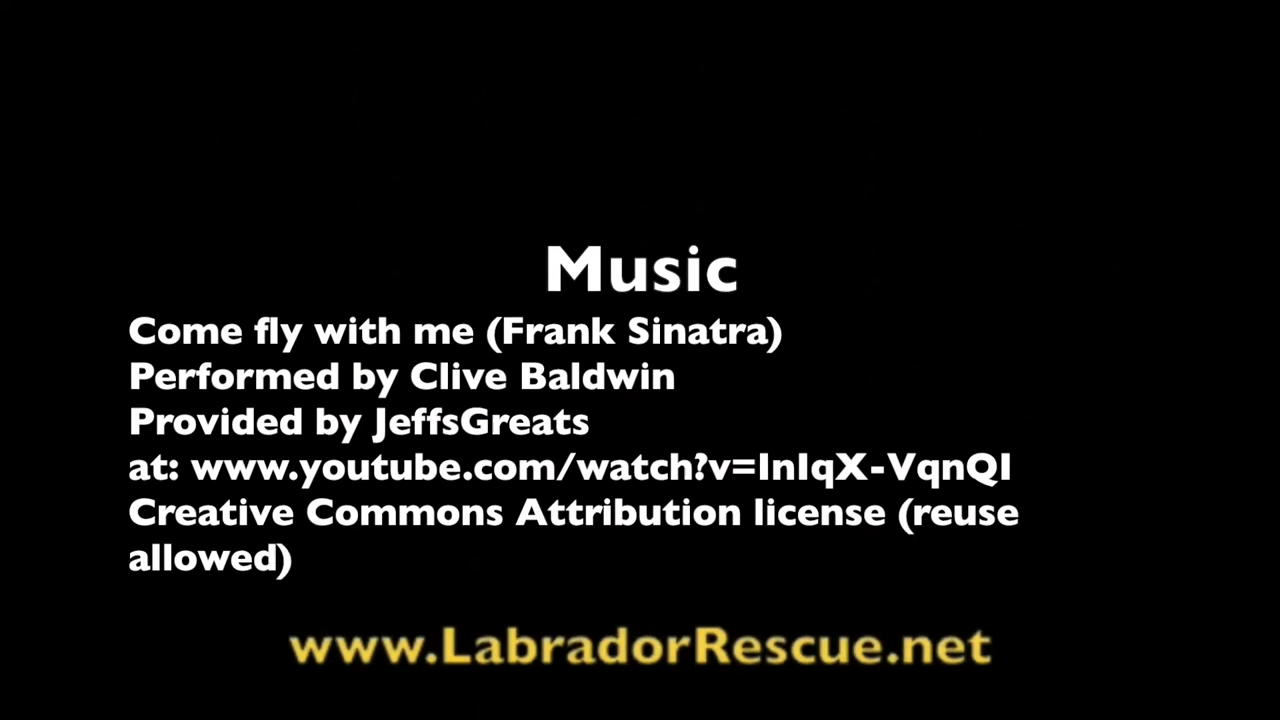 Music
Come fly with me (Frank Sinatra)
Performed by Clive Baldwin
Provided by JeffsGreats
at: www.youtube.com/watch?v=InIqX-VqnQI
Creative Commons Attribution license (reuse
allowed)
www.LabradorRescue.net